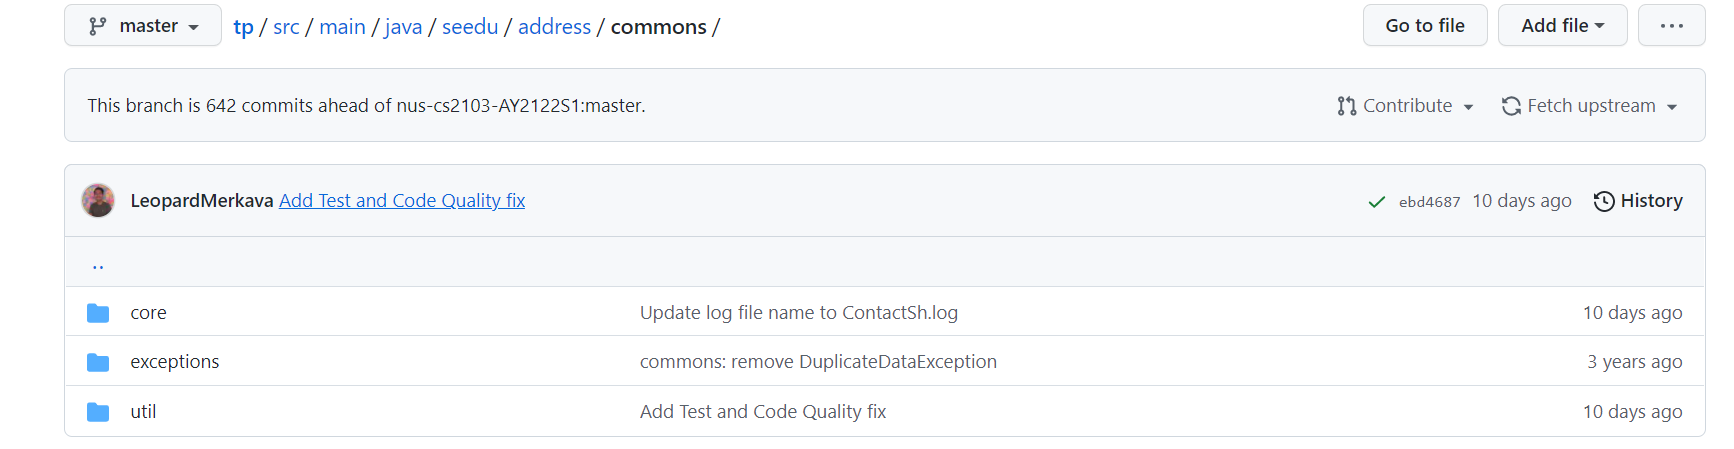 master tp / src / main / java / seedu / address / commons / Go to file Add file ...
This branch is 642 commits ahead of nus-cs2103-AY2122S1:master. Contribute Fetch upstream
LeopardMerkava Add Test and Code Quality fix ebd4687 10 days ago History
..
core Update log file name to ContactSh.log 10 days ago
exceptions commons: remove DuplicateDataException 3 years ago
util Add Test and Code Quality fix 10 days ago